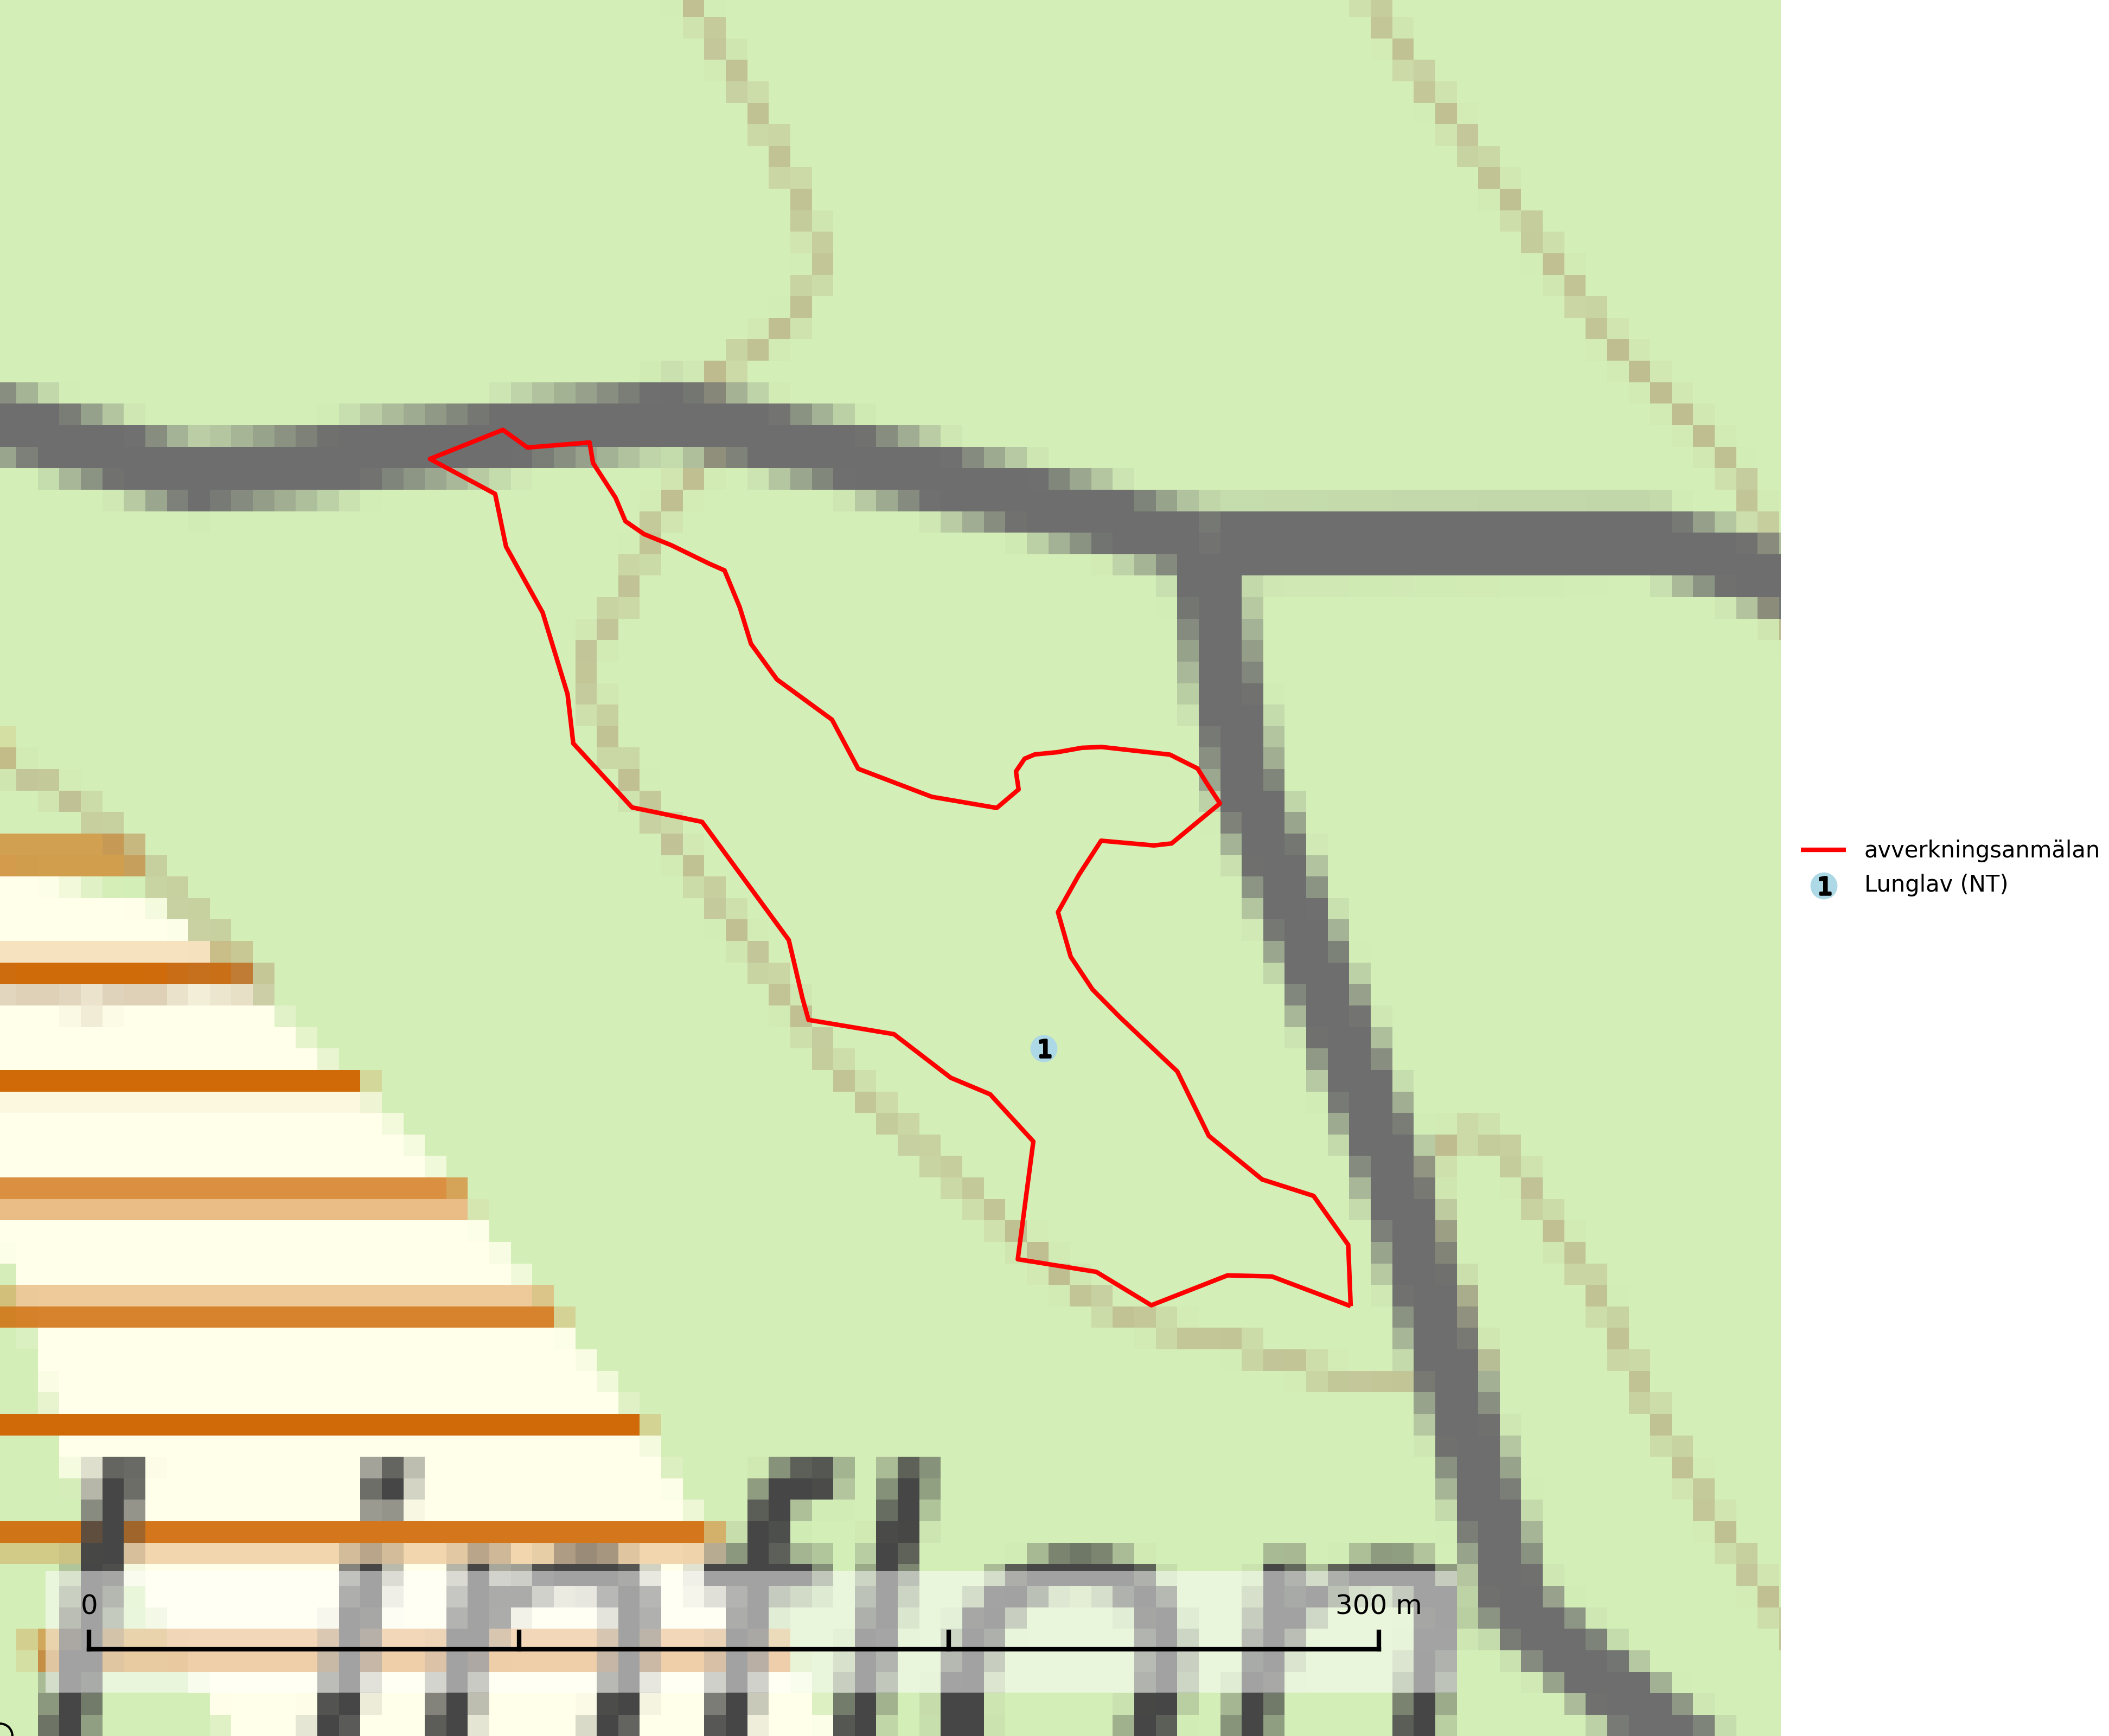 avverkningsanmälan
1 Lunglav (NT)
1
0 300 m